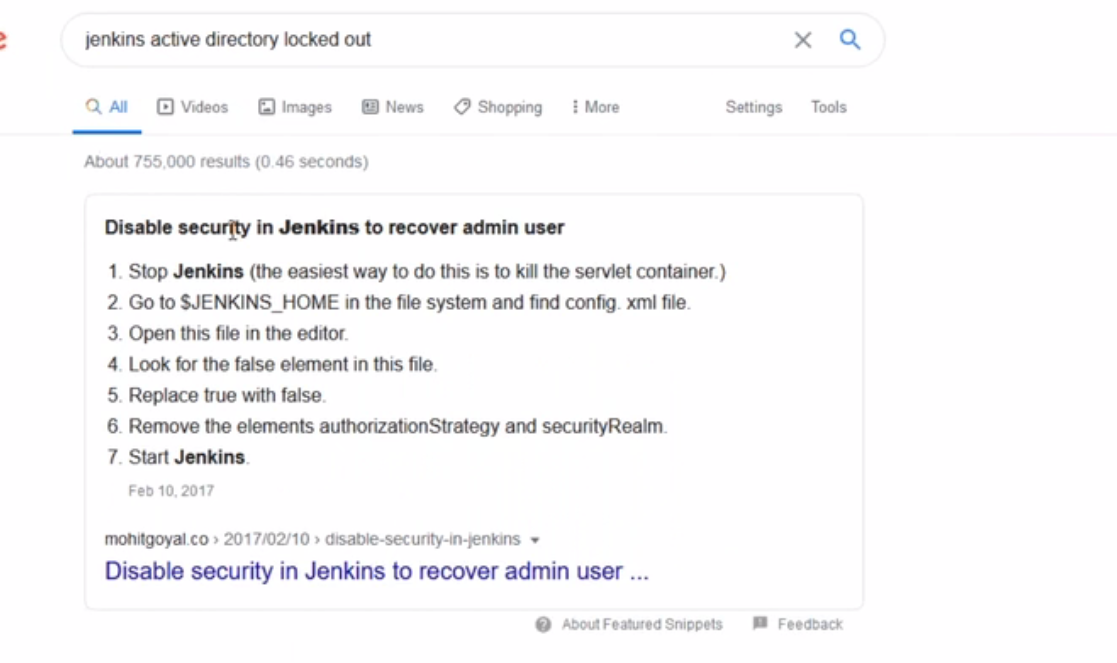 jenkins active directory locked out
All Videos Images News Shopping More Settings Tools
About 755,000 results (0.46 seconds)
Disable security in Jenkins to recover admin user
1. Stop Jenkins (the easiest way to do this is to kill the servlet container.)
2. Go to $JENKINS_HOME in the file system and find config. xml file.
3. Open this file in the editor.
4. Look for the false element in this file.
5. Replace true with false.
6. Remove the elements authorizationStrategy and securityRealm.
7. Start Jenkins.
Feb 10, 2017
mohitgoyal.co › 2017/02/10 › disable-security-in-jenkins
Disable security in Jenkins to recover admin user ...
About Featured Snippets Feedback